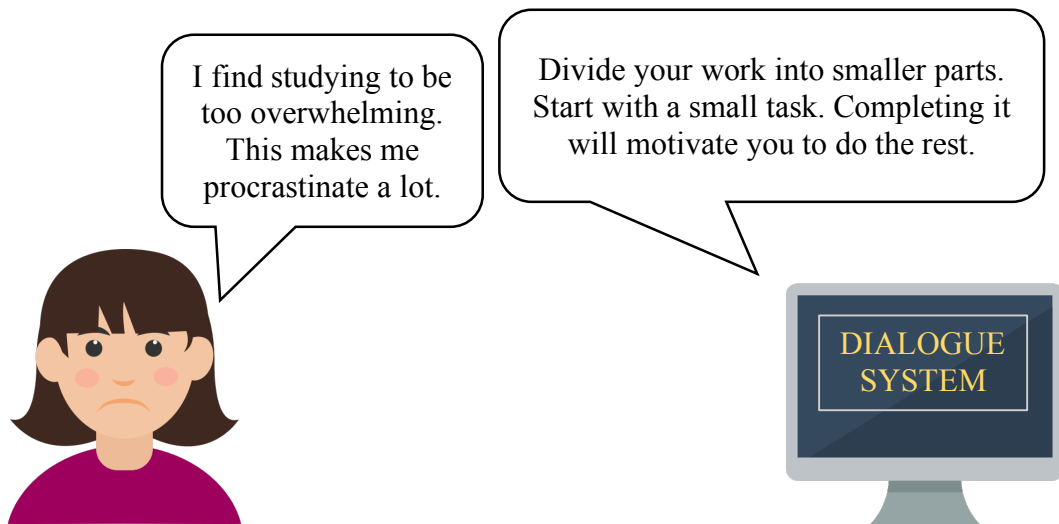 I find studying to be
too overwhelming.
This makes me
procrastinate a lot.
Divide your work into smaller parts.
Start with a small task. Completing it
will motivate you to do the rest.
DIALOGUE
SYSTEM